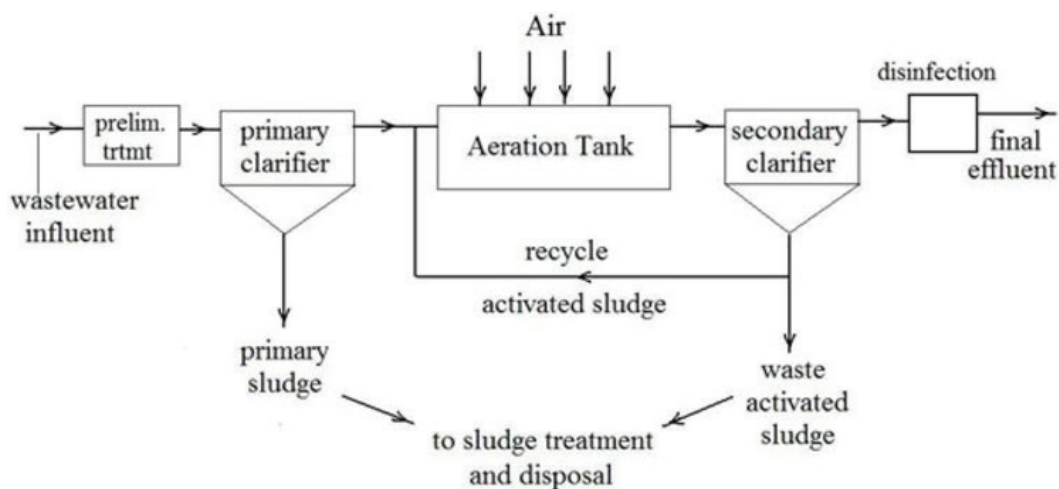 Air
disinfection
prelim.
trtmt
primary
clarifier
Aeration Tank
secondary
clarifier
final
effluent
wastewater
influent
recycle
activated sludge
primary
sludge
waste
activated
sludge
to sludge treatment
and disposal